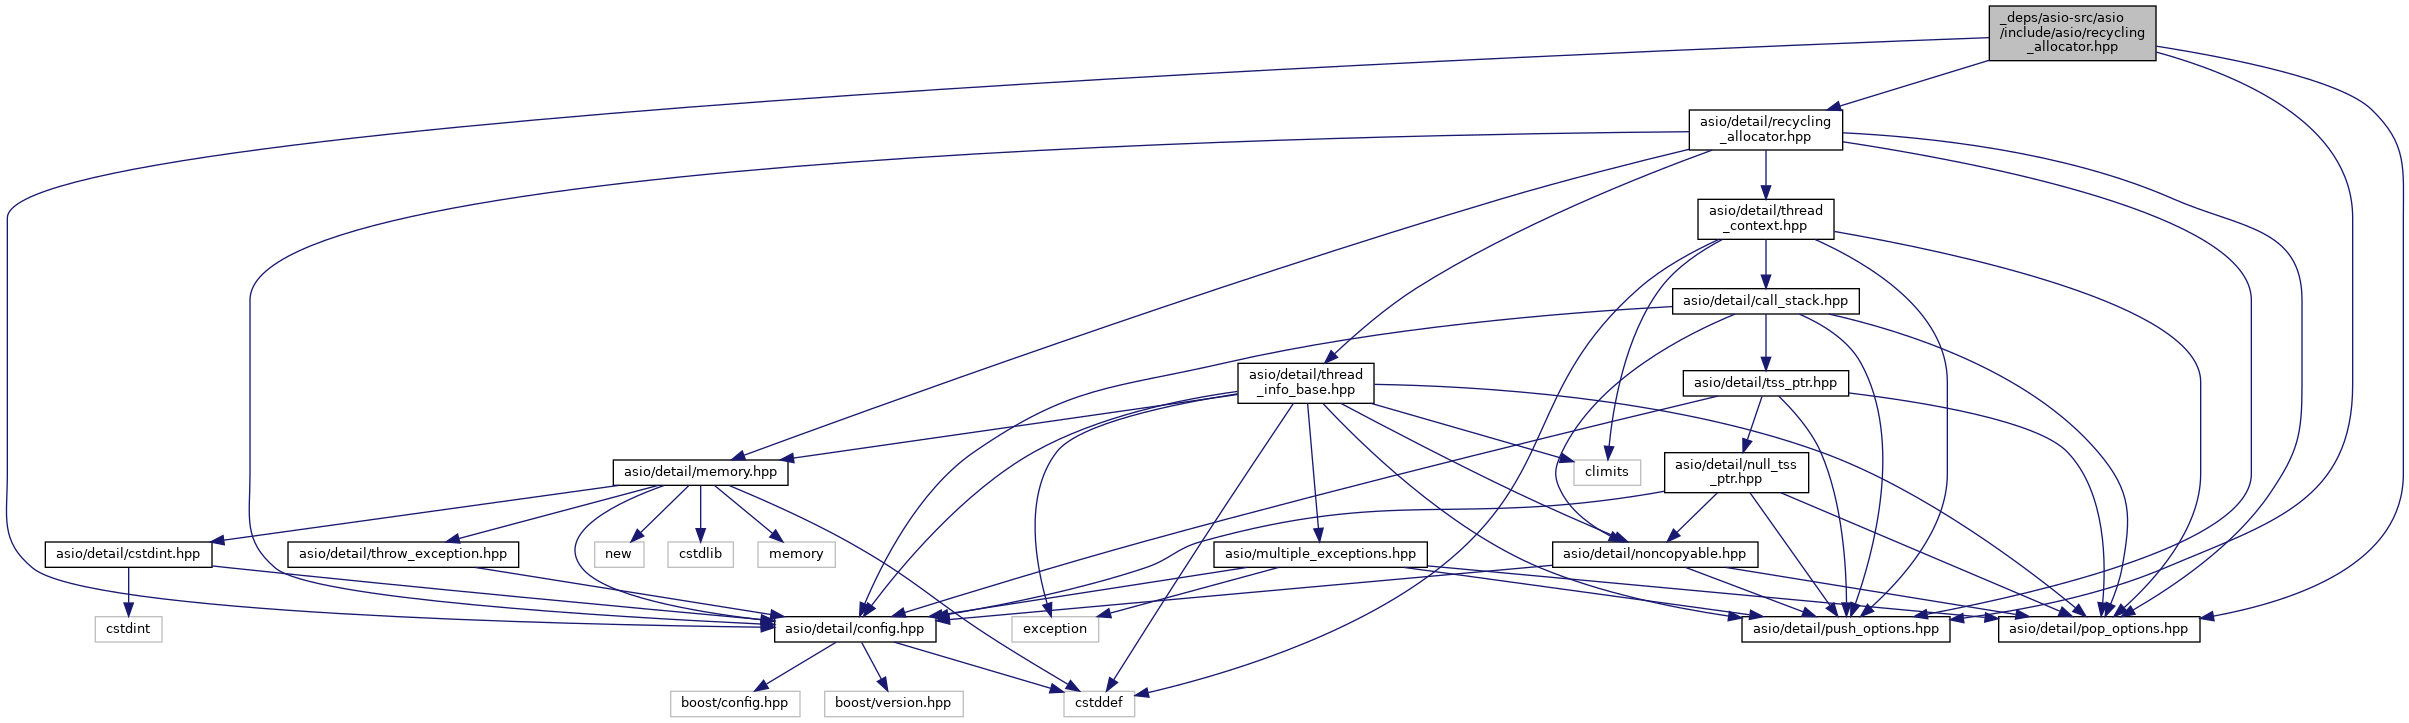 _deps/asio-src/asio
/include/asio/recycling
_allocator.hpp
asio/detail/recycling
_allocator.hpp
asio/detail/thread
_context.hpp
asio/detail/call_stack.hpp
asio/detail/thread
_info_base.hpp
asio/detail/tss_ptr.hpp
asio/detail/memory.hpp
climits
asio/detail/null_tss
_ptr.hpp
asio/detail/cstdint.hpp
asio/detail/throw_exception.hpp
new
cstdlib
memory
asio/multiple_exceptions.hpp
asio/detail/noncopyable.hpp
cstdint
asio/detail/config.hpp
exception
asio/detail/push_options.hpp
asio/detail/pop_options.hpp
boost/config.hpp
boost/version.hpp
cstddef